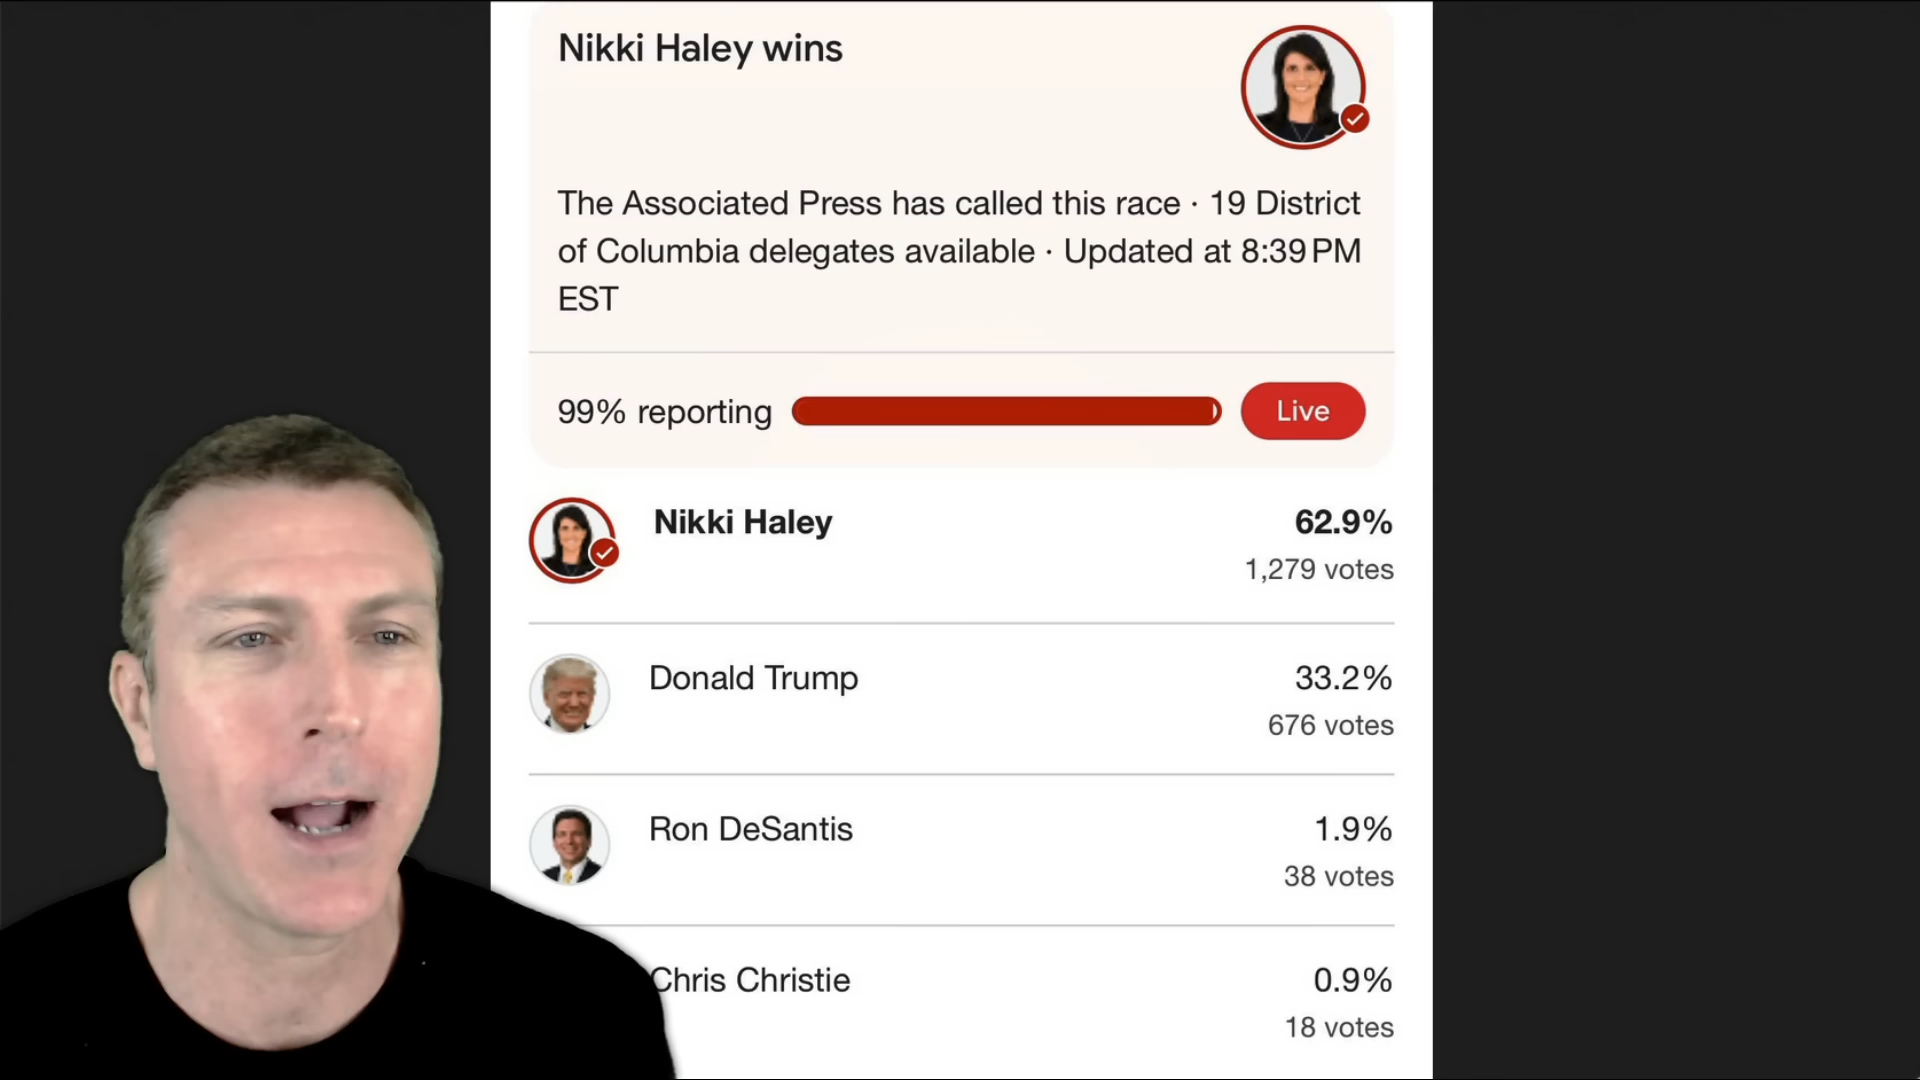 Nikki Haley wins
The Associated Press has called this race · 19 District
of Columbia delegates available · Updated at 8:39 PM
EST
99% reporting
Live
Nikki Haley
62.9%
1,279 votes
Donald Trump
33.2%
676 votes
Ron DeSantis
1.9%
38 votes
Chris Christie
0.9%
18 votes